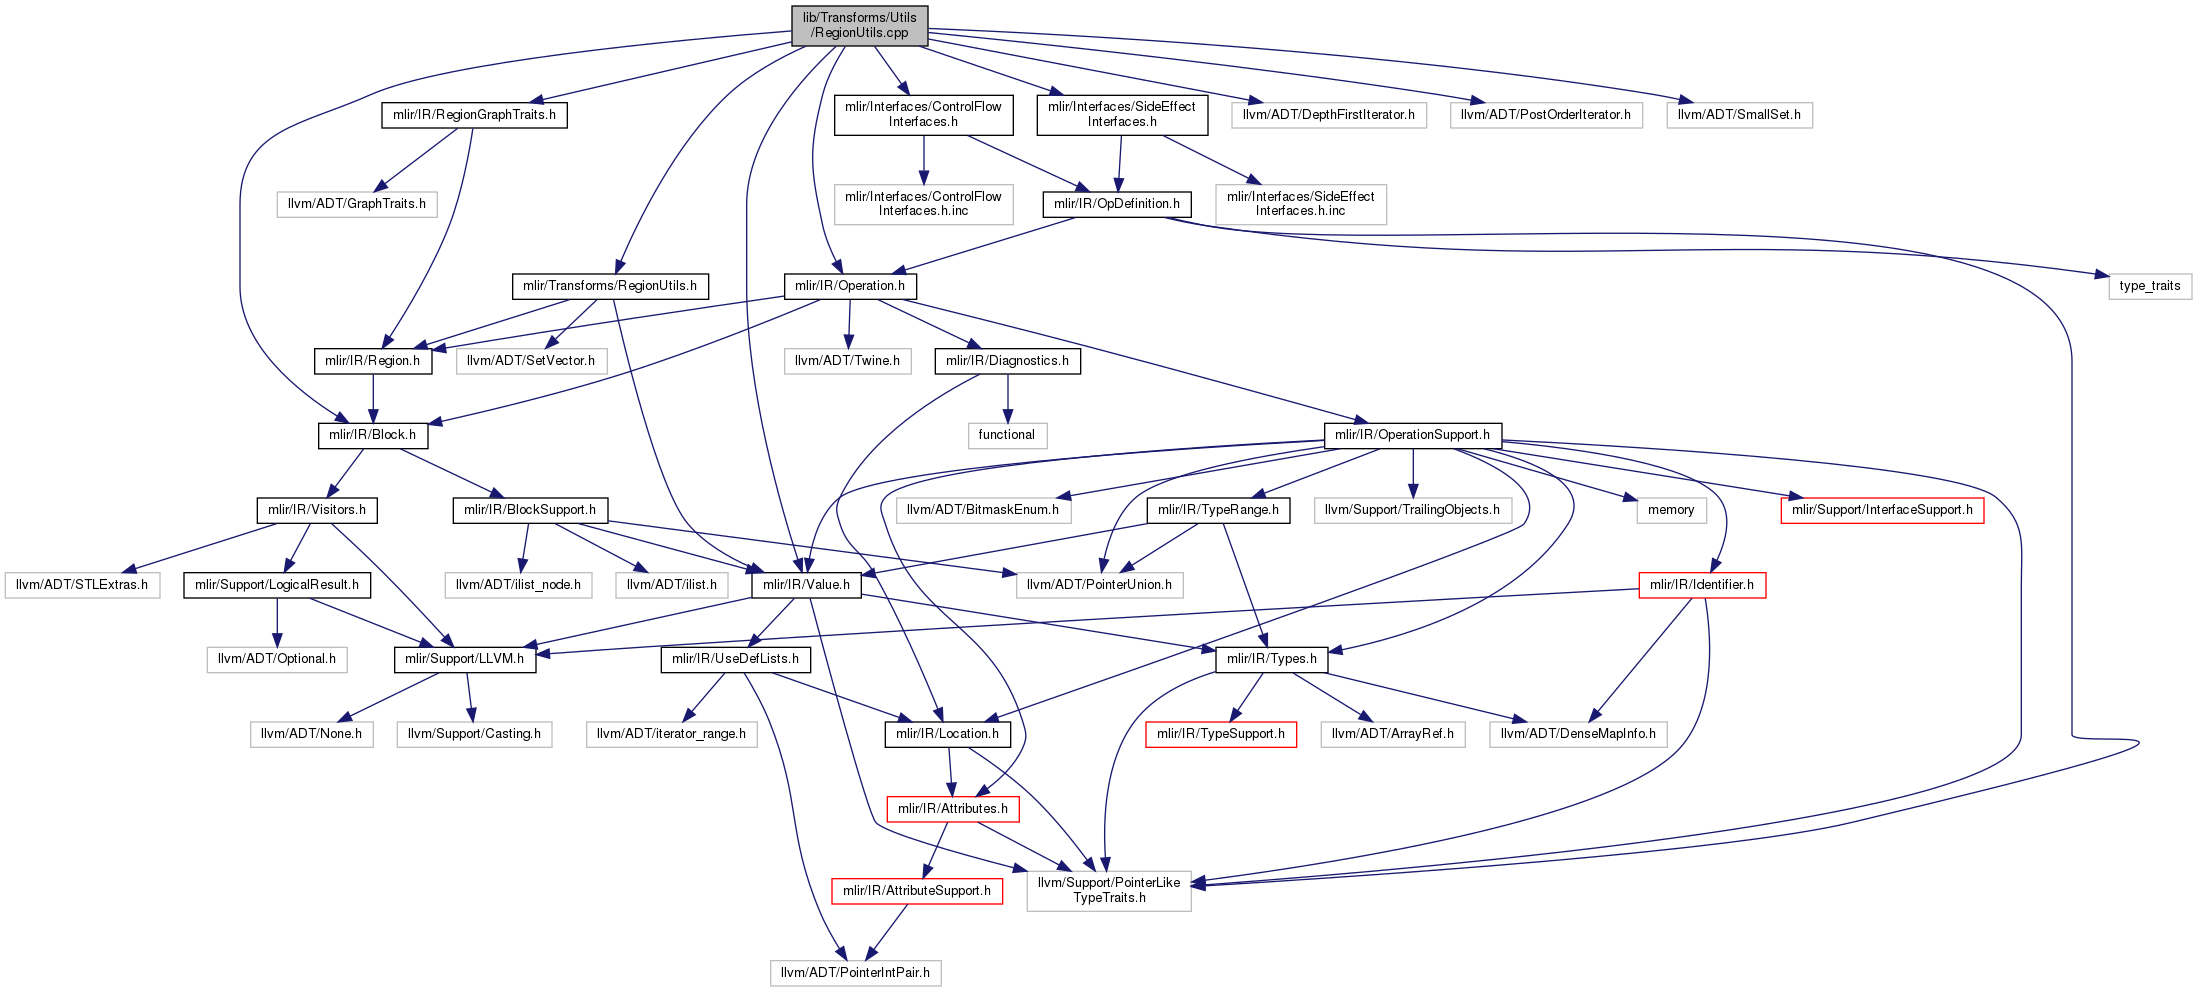 lib/Transforms/Utils
/RegionUtils.cpp
mlir/IR/RegionGraphTraits.h
mlir/Interfaces/ControlFlow
Interfaces.h
mlir/Interfaces/SideEffect
Interfaces.h
llvm/ADT/DepthFirstIterator.h
llvm/ADT/PostOrderIterator.h
llvm/ADT/SmallSet.h
llvm/ADT/GraphTraits.h
mlir/Interfaces/ControlFlow
Interfaces.h.inc
mlir/IR/OpDefinition.h
mlir/Interfaces/SideEffect
Interfaces.h.inc
mlir/Transforms/RegionUtils.h
mlir/IR/Operation.h
type_traits
mlir/IR/Region.h
llvm/ADT/SetVector.h
llvm/ADT/Twine.h
mlir/IR/Diagnostics.h
mlir/IR/Block.h
functional
mlir/IR/OperationSupport.h
mlir/IR/Visitors.h
mlir/IR/BlockSupport.h
llvm/ADT/BitmaskEnum.h
mlir/IR/TypeRange.h
llvm/Support/TrailingObjects.h
memory
mlir/Support/InterfaceSupport.h
llvm/ADT/STLExtras.h
mlir/Support/LogicalResult.h
llvm/ADT/ilist_node.h
llvm/ADT/ilist.h
mlir/IR/Value.h
llvm/ADT/PointerUnion.h
mlir/IR/Identifier.h
llvm/ADT/Optional.h
mlir/Support/LLVM.h
mlir/IR/UseDefLists.h
mlir/IR/Types.h
llvm/ADT/None.h
llvm/Support/Casting.h
llvm/ADT/iterator_range.h
mlir/IR/Location.h
mlir/IR/TypeSupport.h
llvm/ADT/ArrayRef.h
llvm/ADT/DenseMapInfo.h
mlir/IR/Attributes.h
mlir/IR/AttributeSupport.h
llvm/Support/PointerLike
TypeTraits.h
llvm/ADT/PointerIntPair.h